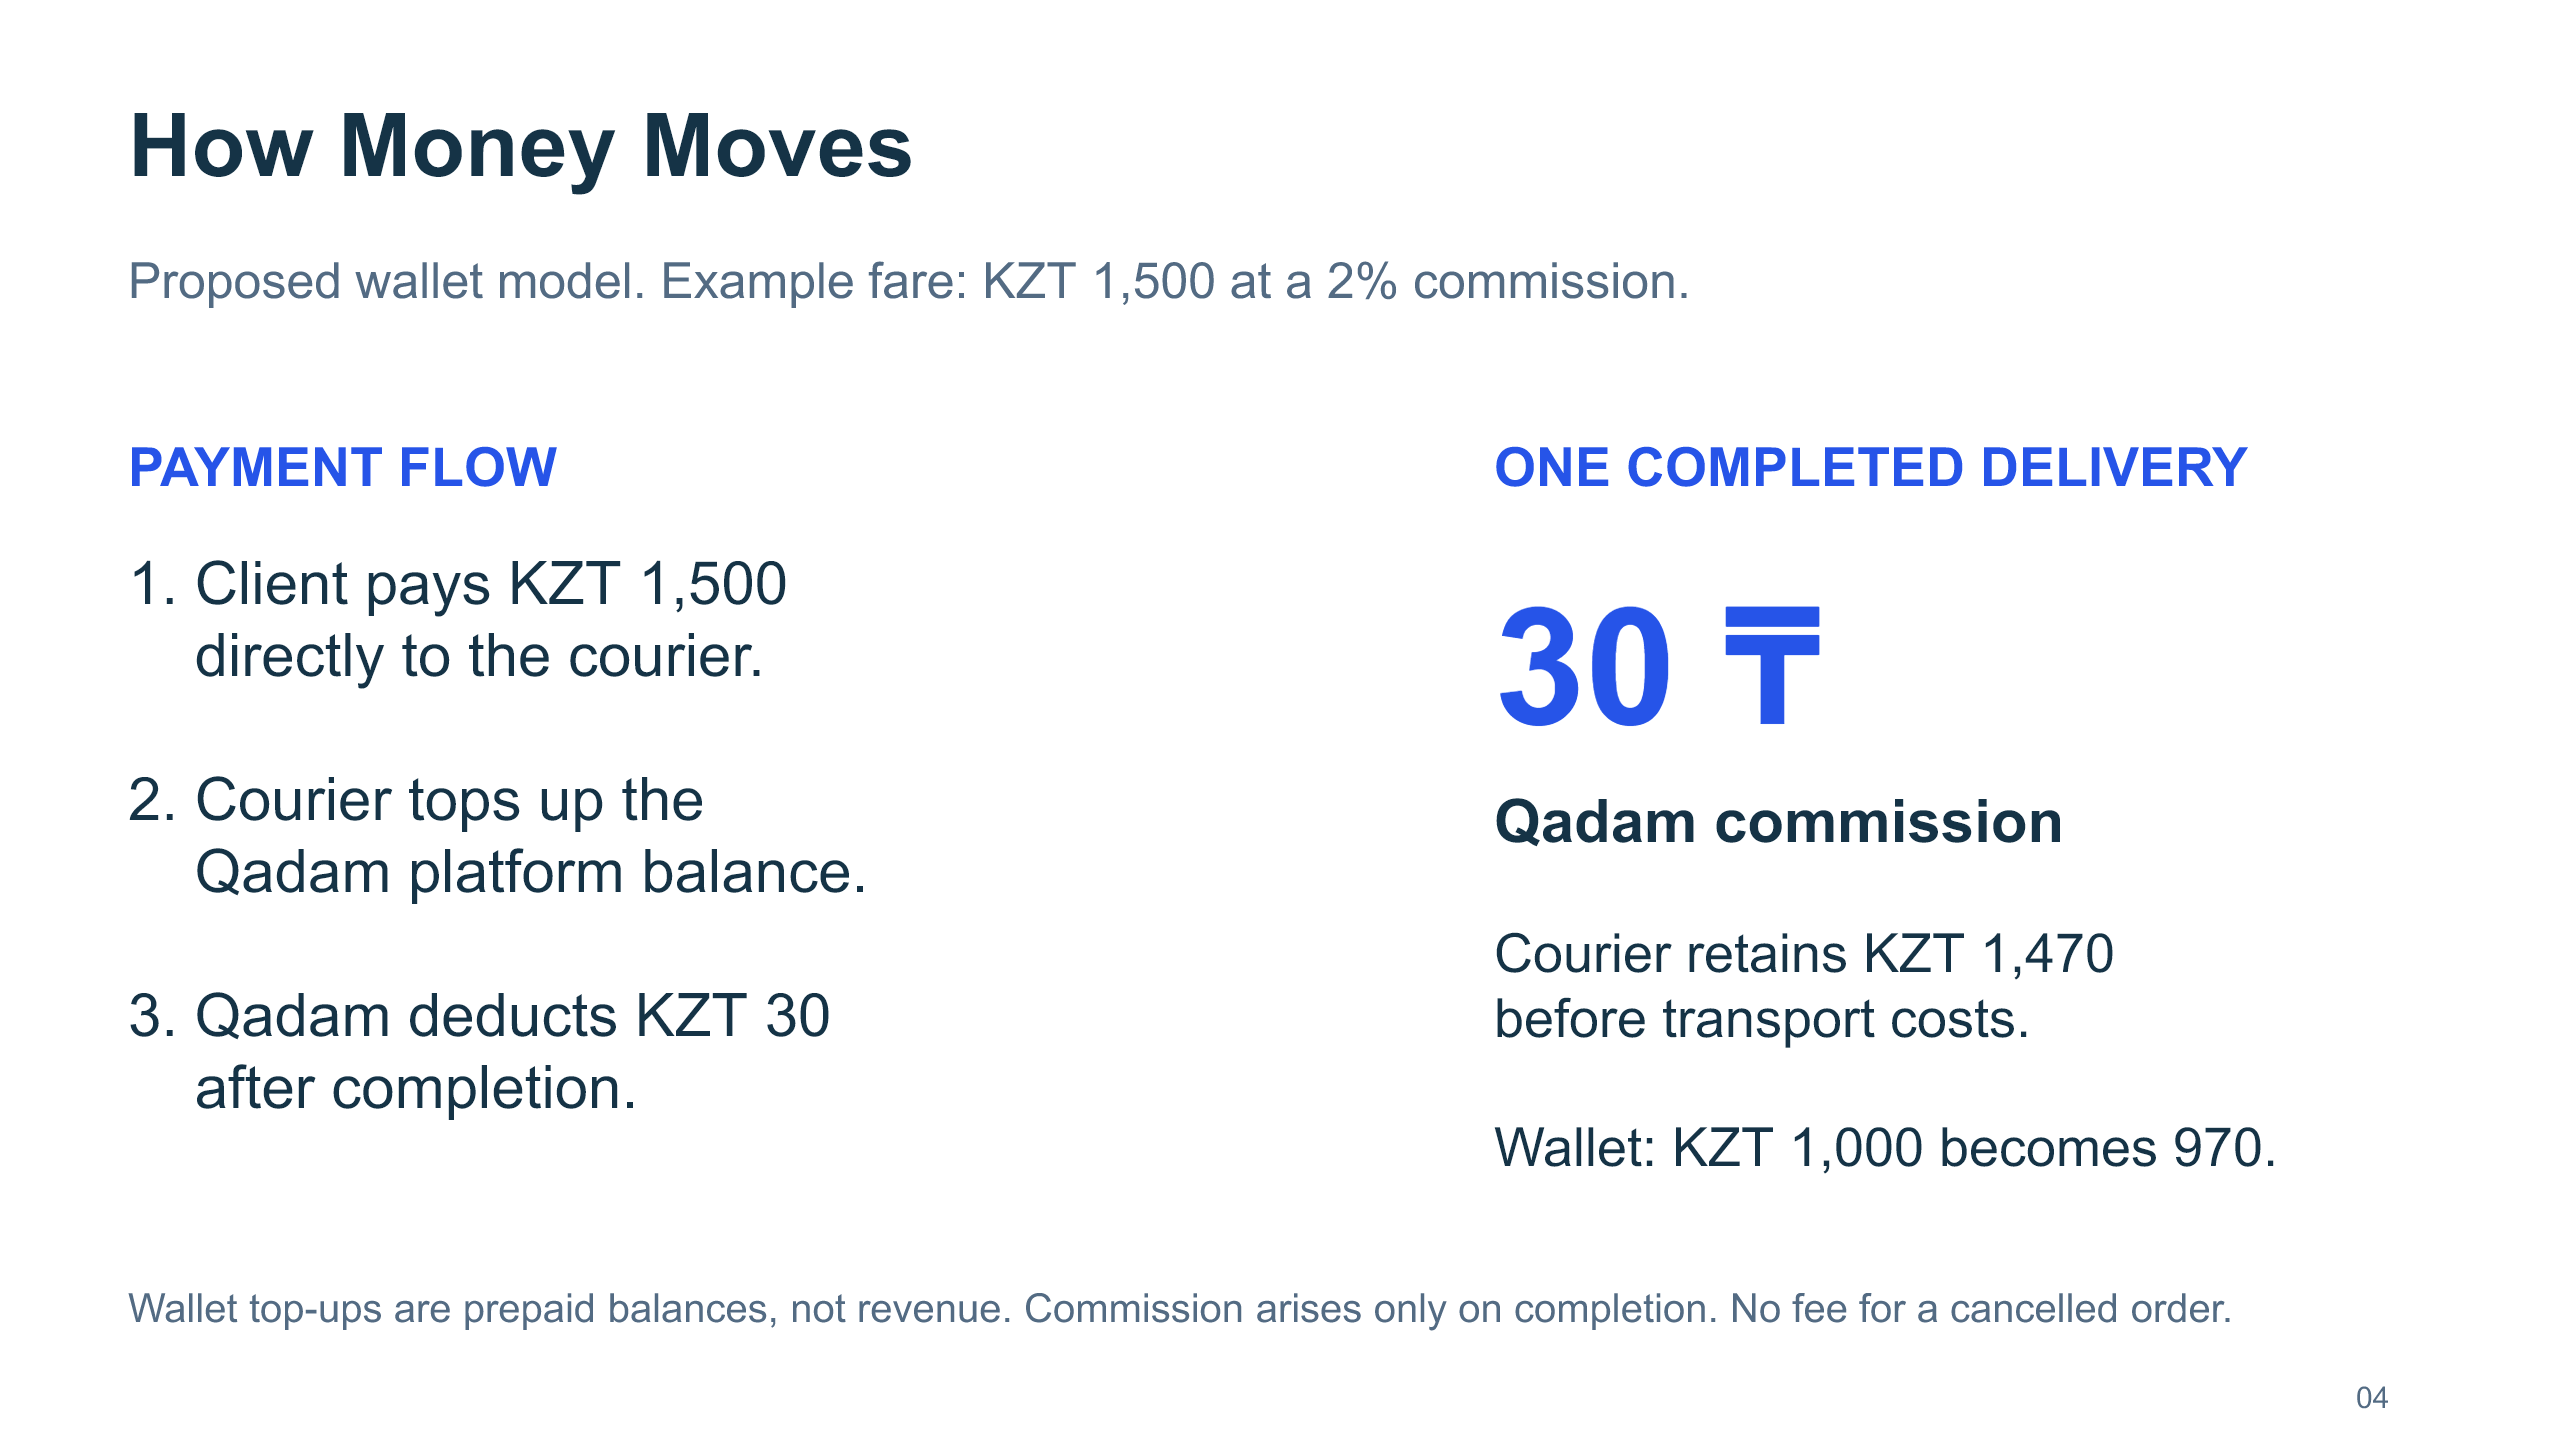 How Money Moves
Proposed wallet model. Example fare: KZT 1,500 at a 2% commission.
PAYMENT FLOW
1. Client pays KZT 1,500
directly to the courier.
2. Courier tops up the
Qadam platform balance.
3. Qadam deducts KZT 30
after completion.
ONE COMPLETED DELIVERY
30 ₸
Qadam commission
Courier retains KZT 1,470
before transport costs.
Wallet: KZT 1,000 becomes 970.
Wallet top-ups are prepaid balances, not revenue. Commission arises only on completion. No fee for a cancelled order.
04